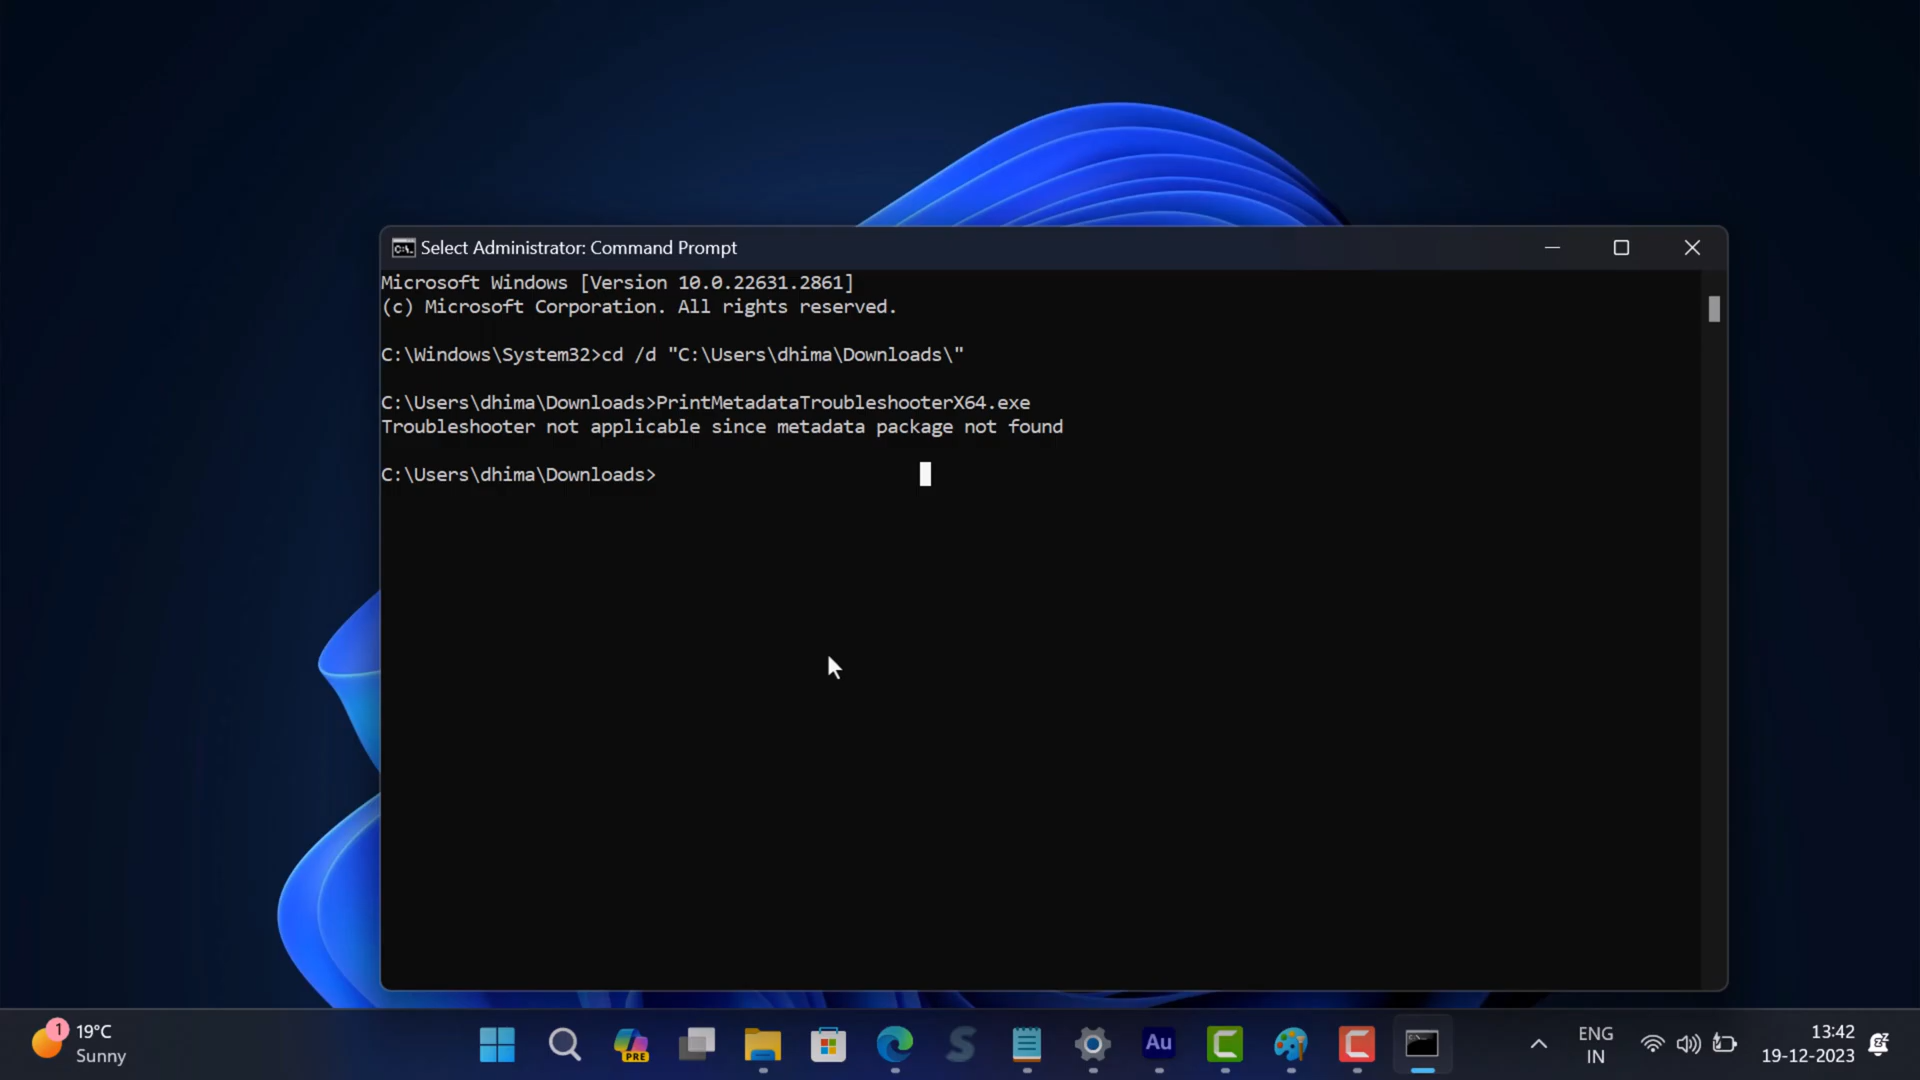 Select Administrator: Command Prompt
Microsoft Windows [Version 10.0.22631.2861]
(c) Microsoft Corporation. All rights reserved.
C:\Windows\System32>cd /d "C:\Users\dhima\Downloads\"
C:\Users\dhima\Downloads>PrintMetadataTroubleshooterX64.exe
Troubleshooter not applicable since metadata package not found
C:\Users\dhima\Downloads>
1
19°C
Sunny
PRE
Au
ENG
IN
13:42
19-12-2023